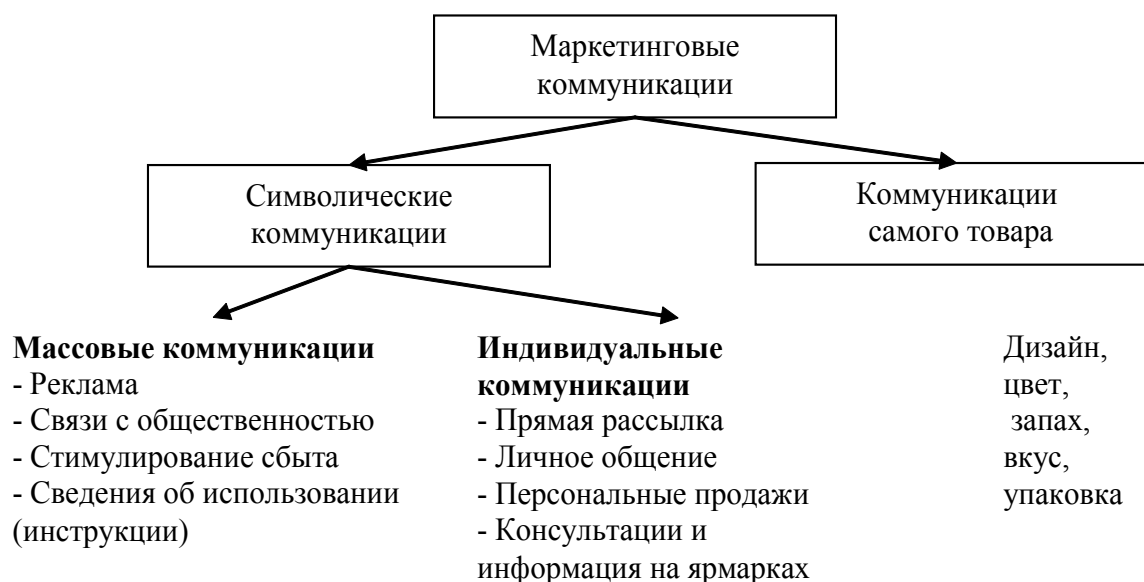 Маркетинговые
коммуникации
Символические
коммуникации
Коммуникации
самого товара
Массовые коммуникации
- Реклама
- Связи с общественностью
- Стимулирование сбыта
- Сведения об использовании
(инструкции)
Индивидуальные
коммуникации
- Прямая рассылка
- Личное общение
- Персональные продажи
- Консультации и
информация на ярмарках
Дизайн,
цвет,
запах,
вкус,
упаковка